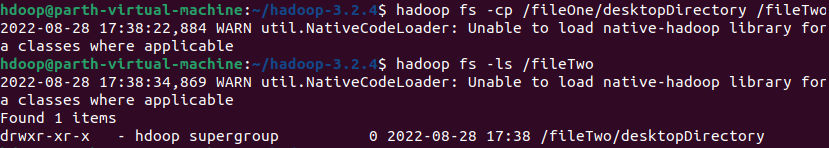 hdoop@parth-virtual-machine:~/hadoop-3.2.4$ hadoop fs -cp /fileOne/desktopDirectory /fileTwo
2022-08-28 17:38:22,884 WARN util.NativeCodeLoader: Unable to load native-hadoop library for
a classes where applicable
hdoop@parth-virtual-machine:~/hadoop-3.2.4$ hadoop fs -ls /fileTwo
2022-08-28 17:38:34,869 WARN util.NativeCodeLoader: Unable to load native-hadoop library for
a classes where applicable
Found 1 items
drwxr-xr-x   - hdoop supergroup          0 2022-08-28 17:38 /fileTwo/desktopDirectory